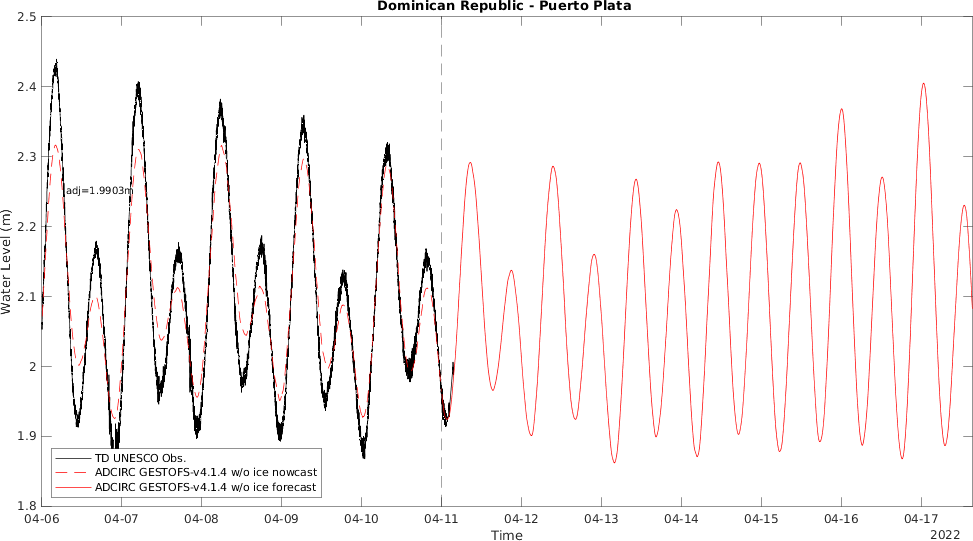 Dominican Republic - Puerto Plata
2.5
2.4
2.3
2.2
2.1
2
1.9
1.8
Water Level (m)
adj=1.9903m
TD UNESCO Obs.
ADCIRC GESTOFS-v4.1.4 w/o ice nowcast
ADCIRC GESTOFS-v4.1.4 w/o ice forecast
04-06 04-07 04-08 04-09 04-10 04-11 04-12 04-13 04-14 04-15 04-16 04-17
Time
2022